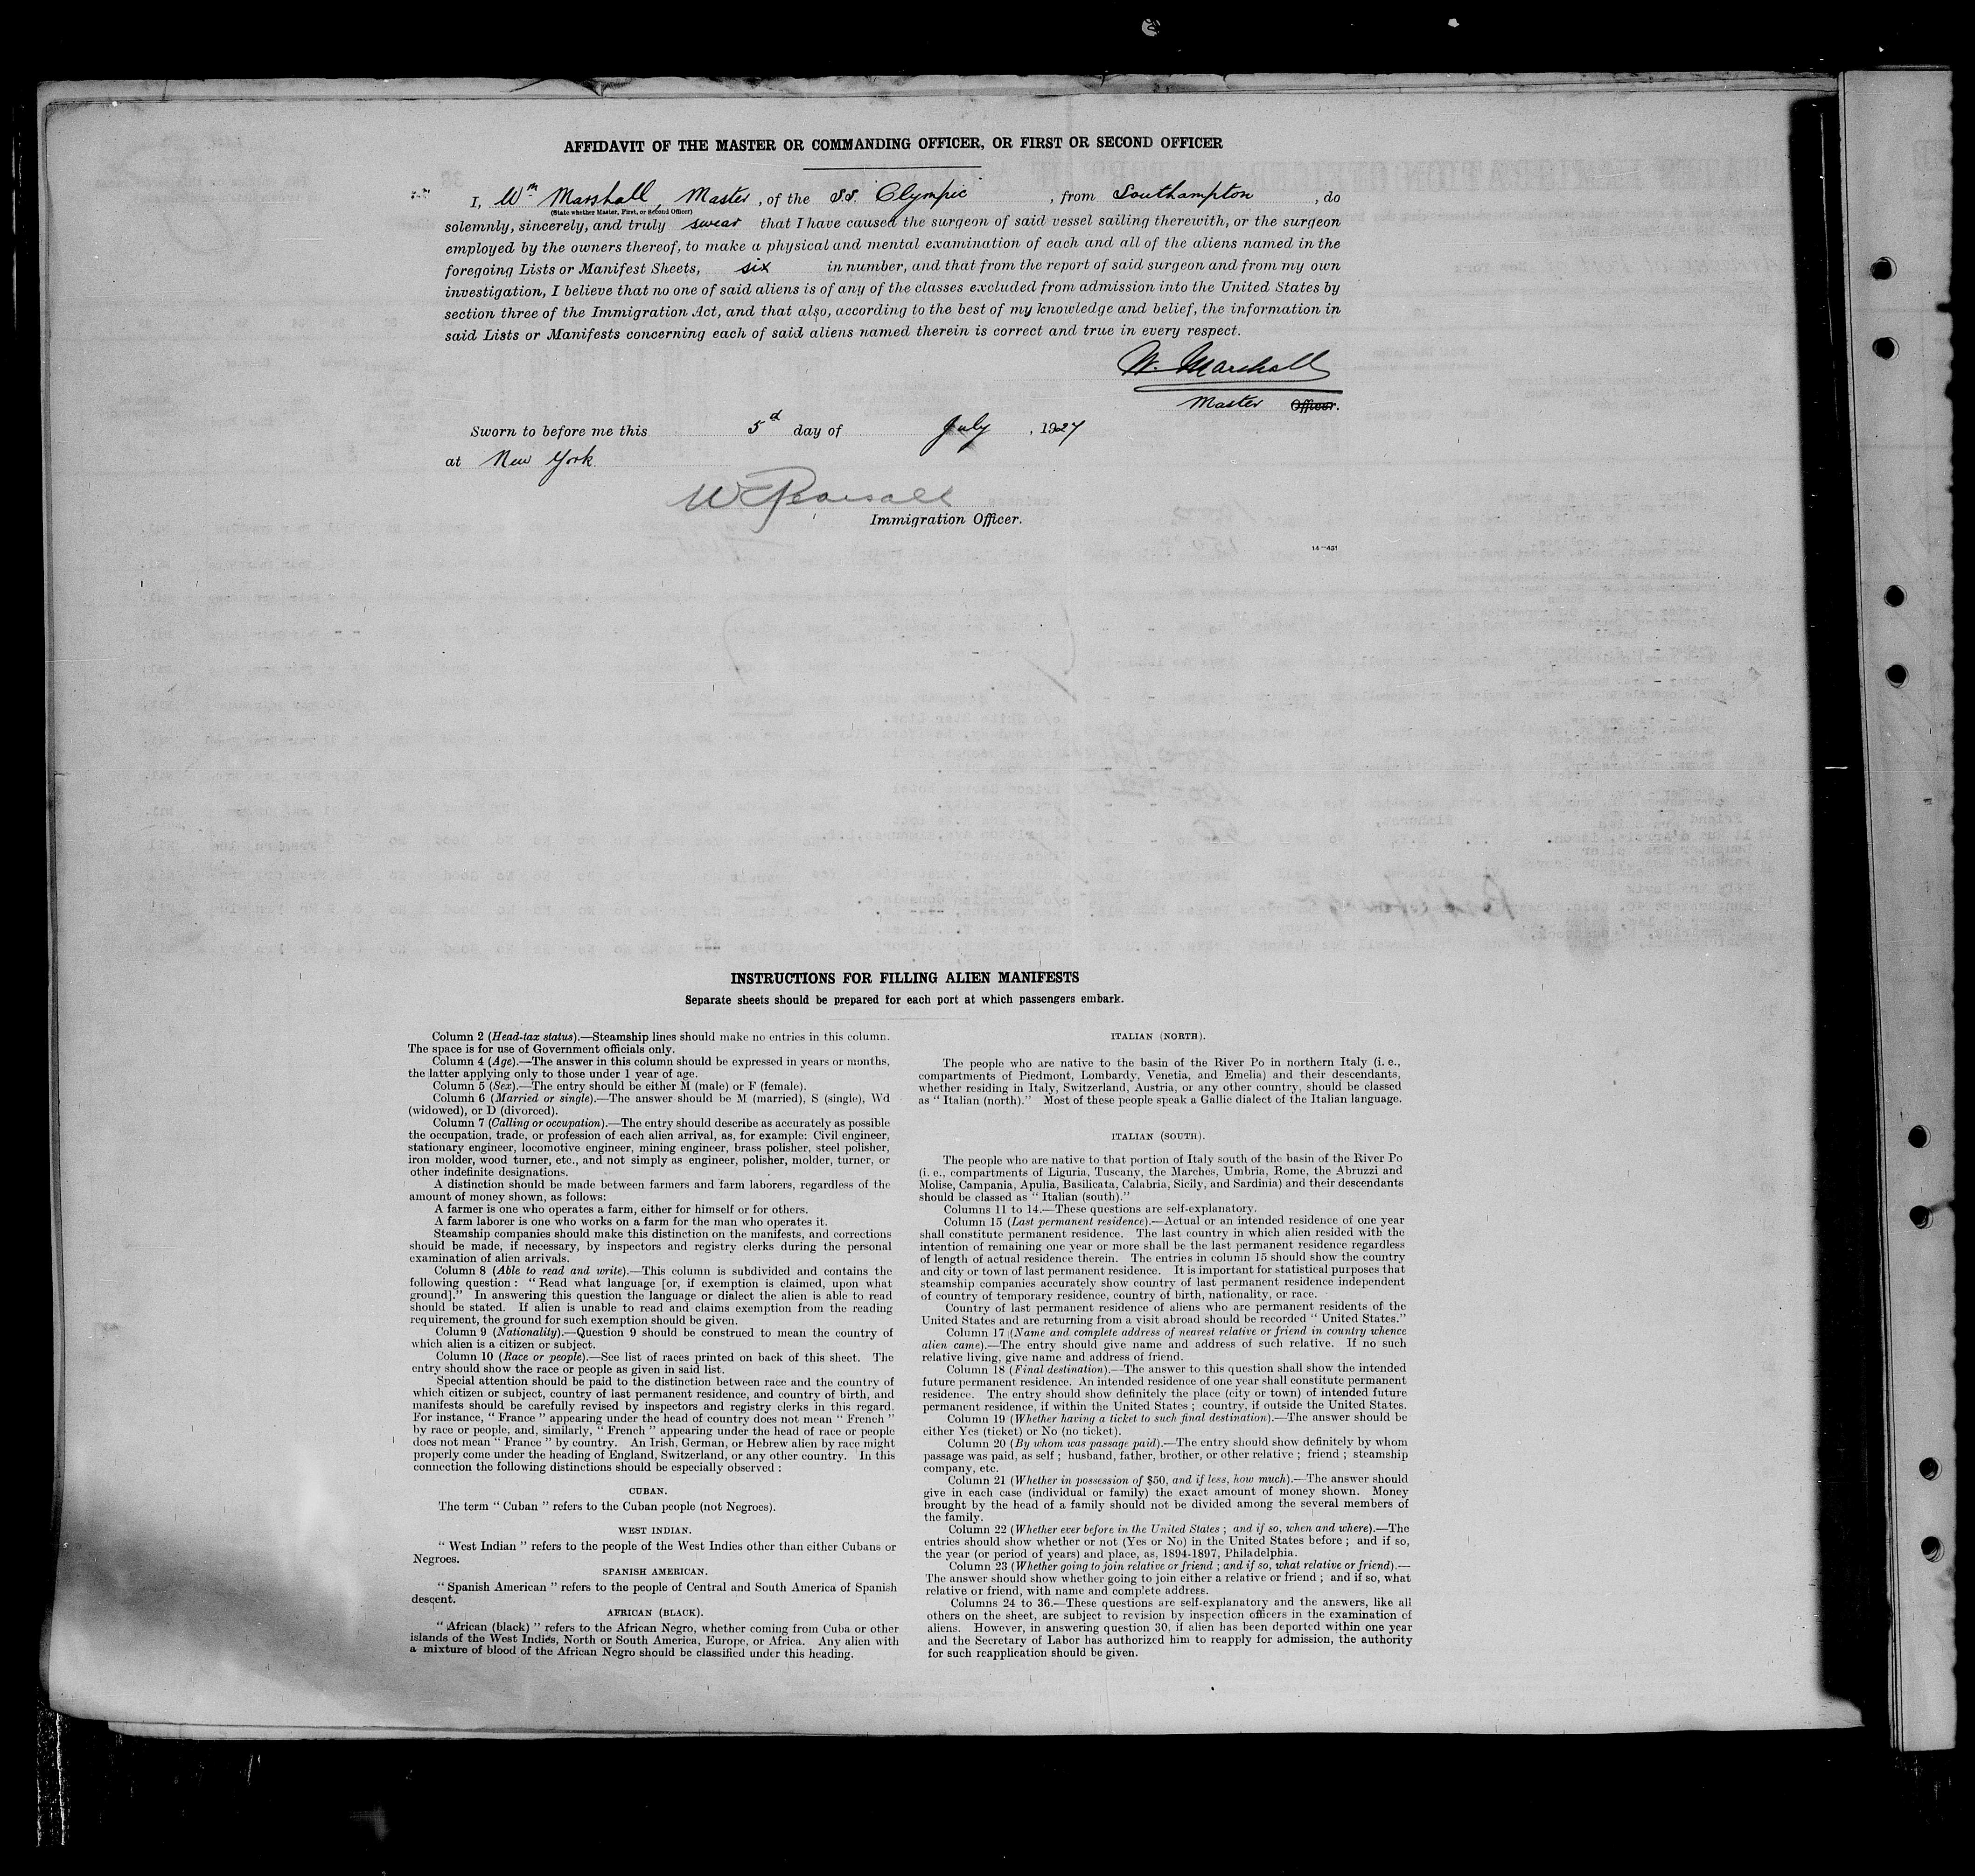 AFFIDAVIT OF THE MASTER OR COMMANDING OFFICER, OR FIRST OR SECOND OFFICER
I, Wm Marshall, Master, of the S.S. "Olympic", from Southampton, do
(State whether Master, First, or Second Officer)
solemnly, sincerely, and truly swear that I have caused the surgeon of said vessel sailing therewith, or the surgeon
employed by the owners thereof, to make a physical and mental examination of each and all of the aliens named in the
foregoing Lists or Manifest Sheets, six in number, and that from the report of said surgeon and from my own
investigation, I believe that no one of said aliens is of any of the classes excluded from admission into the United States by
section three of the Immigration Act, and that also, according to the best of my knowledge and belief, the information in
said Lists or Manifests concerning each of said aliens named therein is correct and true in every respect.
W. Marshall
Master Officer.
Sworn to before me this 5d day of July, 1927
at New York
W Pearsall
Immigration Officer.
14—431
INSTRUCTIONS FOR FILLING ALIEN MANIFESTS
Separate sheets should be prepared for each port at which passengers embark.
Column 2 (Head-tax status).—Steamship lines should make no entries in this column.
The space is for use of Government officials only.
Column 4 (Age).—The answer in this column should be expressed in years or months,
the latter applying only to those under 1 year of age.
Column 5 (Sex).—The entry should be either M (male) or F (female).
Column 6 (Married or single).—The answer should be M (married), S (single), Wd
(widowed), or D (divorced).
Column 7 (Calling or occupation).—The entry should describe as accurately as possible
the occupation, trade, or profession of each alien arrival, as, for example: Civil engineer,
stationary engineer, locomotive engineer, mining engineer, brass polisher, steel polisher,
iron molder, wood turner, etc., and not simply as engineer, polisher, molder, turner, or
other indefinite designations.
A distinction should be made between farmers and farm laborers, regardless of the
amount of money shown, as follows:
A farmer is one who operates a farm, either for himself or for others.
A farm laborer is one who works on a farm for the man who operates it.
Steamship companies should make this distinction on the manifests, and corrections
should be made, if necessary, by inspectors and registry clerks during the personal
examination of alien arrivals.
Column 8 (Able to read and write).—This column is subdivided and contains the
following question: "Read what language [or, if exemption is claimed, upon what
ground]." In answering this question the language or dialect the alien is able to read
should be stated. If alien is unable to read and claims exemption from the reading
requirement, the ground for such exemption should be given.
Column 9 (Nationality).—Question 9 should be construed to mean the country of
which alien is a citizen or subject.
Column 10 (Race or people).—See list of races printed on back of this sheet. The
entry should show the race or people as given in said list.
Special attention should be paid to the distinction between race and the country of
which citizen or subject, country of last permanent residence, and country of birth, and
manifests should be carefully revised by inspectors and registry clerks in this regard.
For instance, "France" appearing under the head of country does not mean "French"
by race or people, and, similarly, "French" appearing under the head of race or people
does not mean "France" by country. An Irish, German, or Hebrew alien by race might
properly come under the heading of England, Switzerland, or any other country. In this
connection the following distinctions should be especially observed:
CUBAN.
The term "Cuban" refers to the Cuban people (not Negroes).
WEST INDIAN.
"West Indian" refers to the people of the West Indies other than either Cubans or
Negroes.
SPANISH AMERICAN.
"Spanish American" refers to the people of Central and South America of Spanish
descent.
AFRICAN (BLACK).
"African (black)" refers to the African Negro, whether coming from Cuba or other
islands of the West Indies, North or South America, Europe, or Africa. Any alien with
a mixture of blood of the African Negro should be classified under this heading.
ITALIAN (NORTH).
The people who are native to the basin of the River Po in northern Italy (i. e.,
compartments of Piedmont, Lombardy, Venetia, and Emelia) and their descendants,
whether residing in Italy, Switzerland, Austria, or any other country, should be classed
as "Italian (north)." Most of these people speak a Gallic dialect of the Italian language.
ITALIAN (SOUTH).
The people who are native to that portion of Italy south of the basin of the River Po
(i. e., compartments of Liguria, Tuscany, the Marches, Umbria, Rome, the Abruzzi and
Molise, Campania, Apulia, Basilicata, Calabria, Sicily, and Sardinia) and their descendants
should be classed as "Italian (south)."
Columns 11 to 14.—These questions are self-explanatory.
Column 15 (Last permanent residence).—Actual or an intended residence of one year
shall constitute permanent residence. The last country in which alien resided with the
intention of remaining one year or more shall be the last permanent residence regardless
of length of actual residence therein. The entries in column 15 should show the country
and city or town of last permanent residence. It is important for statistical purposes that
steamship companies accurately show country of last permanent residence independent
of country of temporary residence, country of birth, nationality, or race.
Country of last permanent residence of aliens who are permanent residents of the
United States and are returning from a visit abroad should be recorded "United States."
Column 17 (Name and complete address of nearest relative or friend in country whence
alien came).—The entry should give name and address of such relative. If no such
relative living, give name and address of friend.
Column 18 (Final destination).—The answer to this question shall show the intended
future permanent residence. An intended residence of one year shall constitute permanent
residence. The entry should show definitely the place (city or town) of intended future
permanent residence, if within the United States; country, if outside the United States.
Column 19 (Whether having a ticket to such final destination).—The answer should be
either Yes (ticket) or No (no ticket).
Column 20 (By whom was passage paid).—The entry should show definitely by whom
passage was paid, as self; husband, father, brother, or other relative; friend; steamship
company, etc.
Column 21 (Whether in possession of $50, and if less, how much).—The answer should
give in each case (individual or family) the exact amount of money shown. Money
brought by the head of a family should not be divided among the several members of
the family.
Column 22 (Whether ever before in the United States; and if so, when and where).—The
entries should show whether or not (Yes or No) in the United States before; and if so,
the year (or period of years) and place, as, 1894-1897, Philadelphia.
Column 23 (Whether going to join relative or friend; and if so, what relative or friend).—
The answer should show whether going to join either a relative or friend; and if so, what
relative or friend, with name and complete address.
Columns 24 to 36.—These questions are self-explanatory and the answers, like all
others on the sheet, are subject to revision by inspection officers in the examination of
aliens. However, in answering question 30, if alien has been deported within one year
and the Secretary of Labor has authorized him to reapply for admission, the authority
for such reapplication should be given.